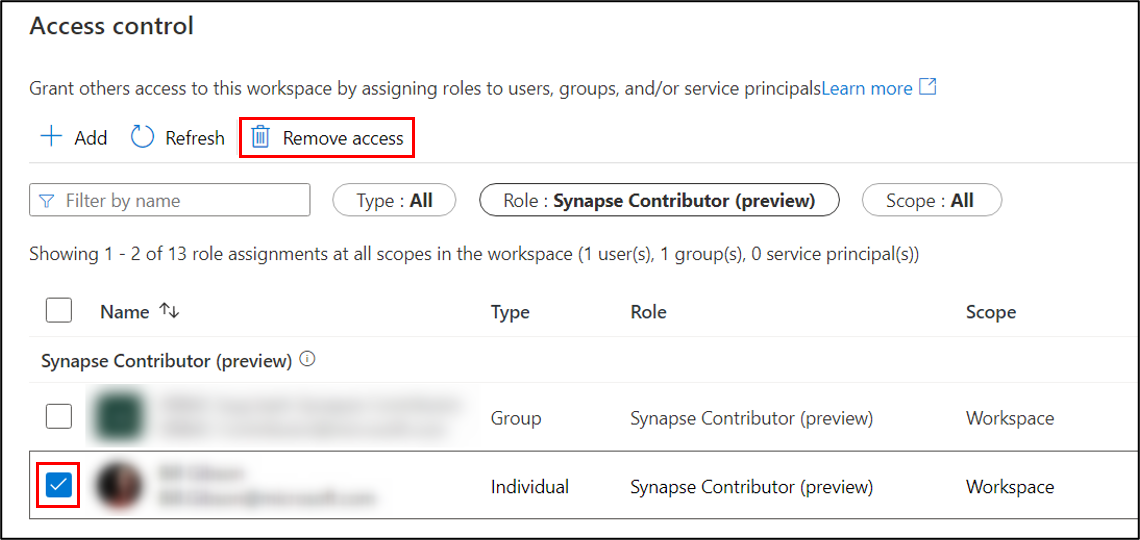 Access control
Grant others access to this workspace by assigning roles to users, groups, and/or service principalsLearn more
Add Refresh Remove access
Filter by name Type : All Role : Synapse Contributor (preview) Scope : All
Showing 1 - 2 of 13 role assignments at all scopes in the workspace (1 user(s), 1 group(s), 0 service principal(s))
Name Type Role Scope
Synapse Contributor (preview)
Group Synapse Contributor (preview) Workspace
Individual Synapse Contributor (preview) Workspace